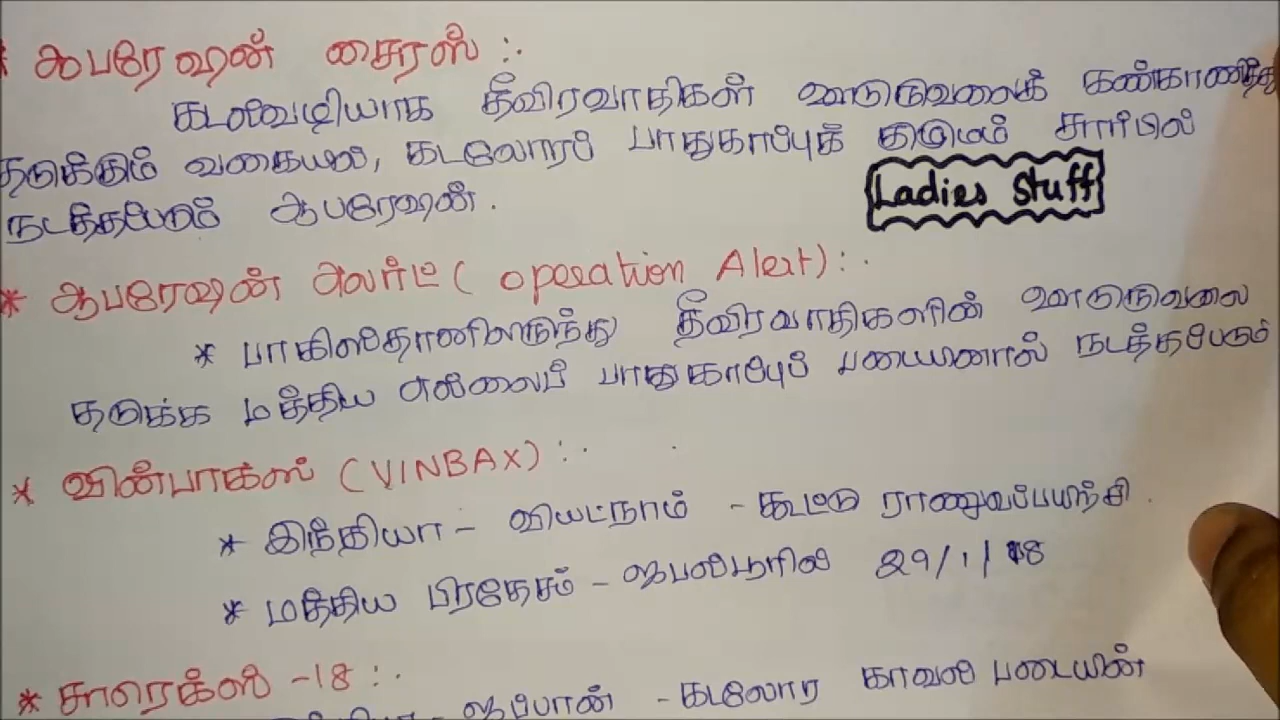 * ஆபரேஷன் சைரஸ் :-
கடல்வழியாக தீவிரவாதிகள் ஊடுருவலைக் கண்காணித்து
தடுக்கும் வகையில், கடலோரப் பாதுகாப்புக் குழுமம் சார்பில்
நடத்தபெறும் ஆபரேஷன்.
Ladies Stuff
* ஆபரேஷன் அலர்ட் ( Operation Alert) :-
* பாகிஸ்தானிலிருந்து தீவிரவாதிகளின் ஊடுருவலை
தடுக்க மத்திய எல்லைப் பாதுகாப்புப் படையினால் நடத்தபெறும்
* வின்பாக்ஸ் (VINBAX) :-
* இந்தியா - வியட்நாம் - கூட்டு ராணுவப்பயிற்சி.
* மத்திய பிரதேசம் - ஜபல்பூரில் 29/1/18
* சாரெக்ஸ் -18 :-
ஜப்பான் - கடலோர காவல் படையின்